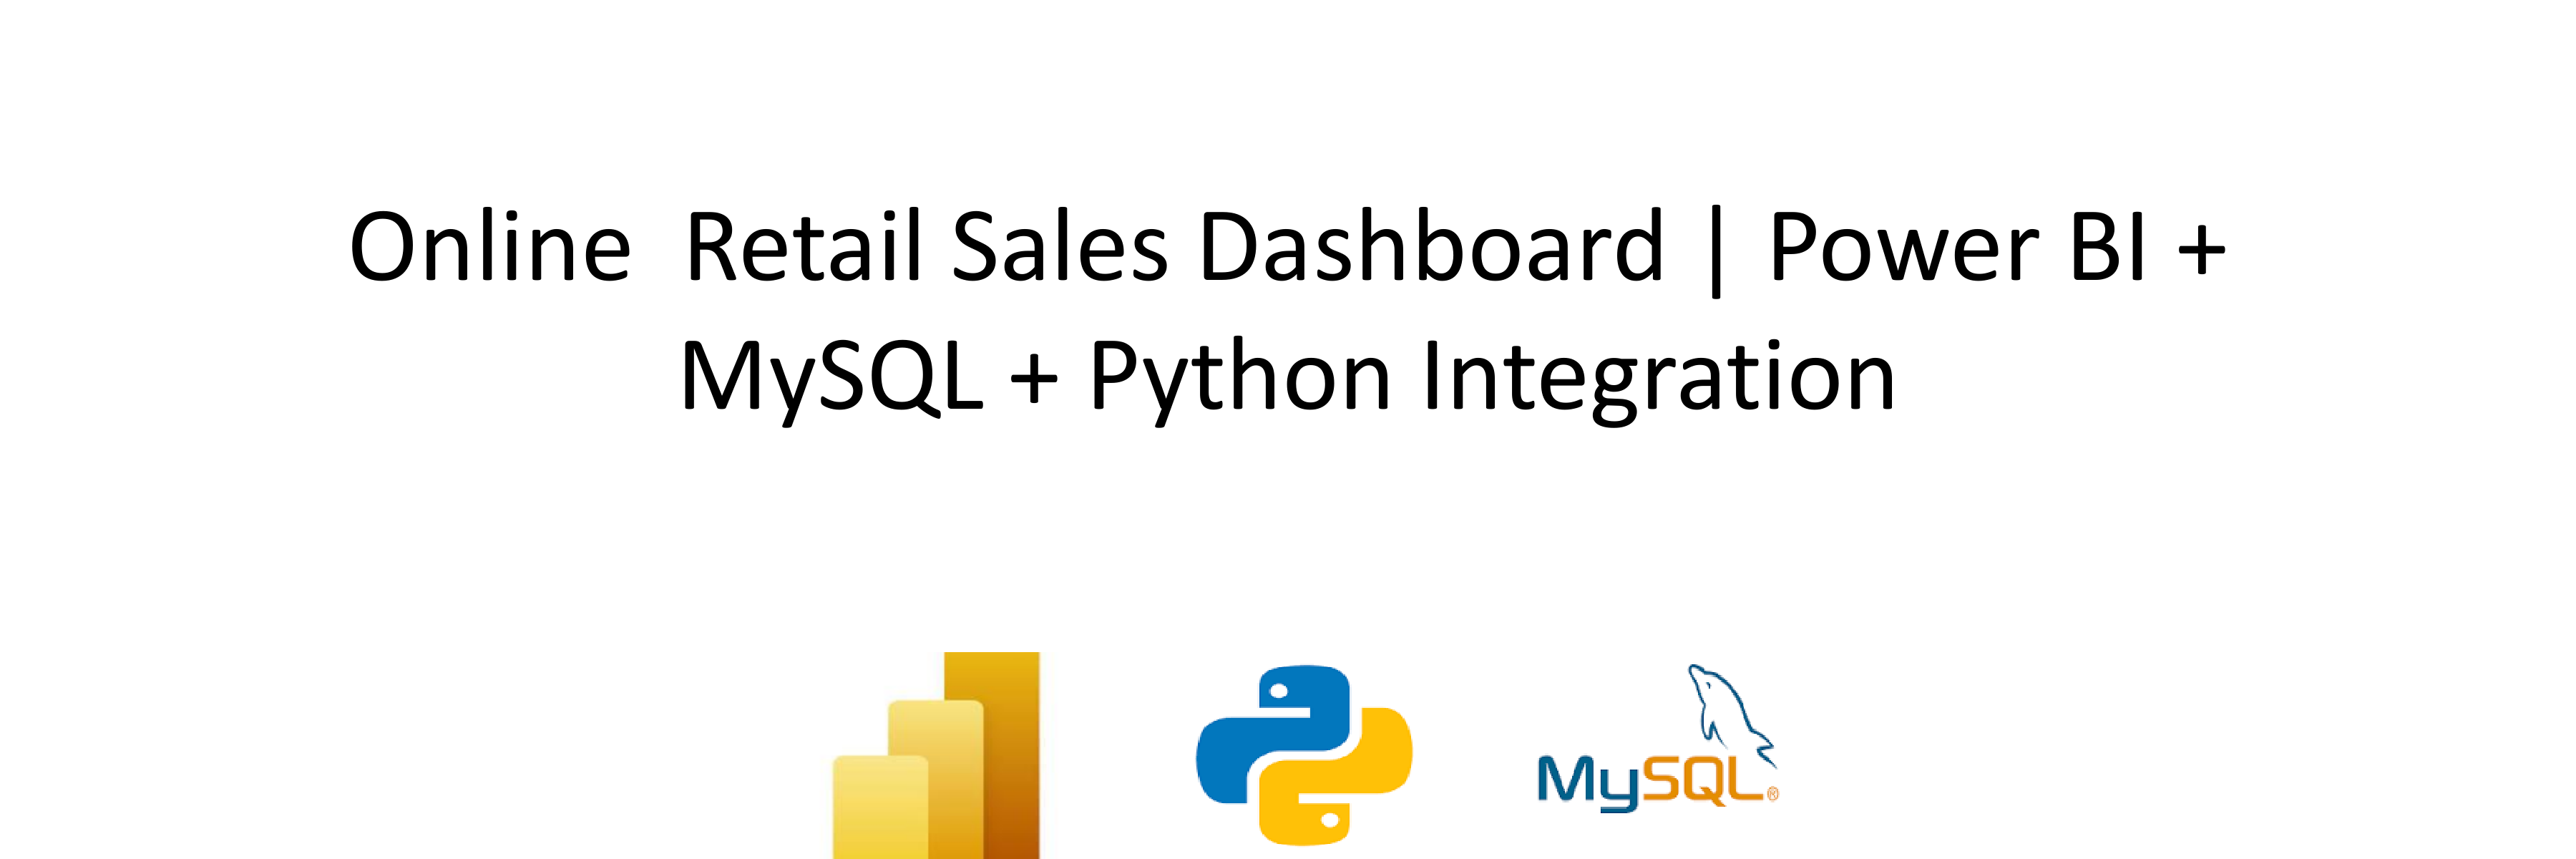 Online  Retail Sales Dashboard | Power BI +
MySQL + Python Integration
MySQL®